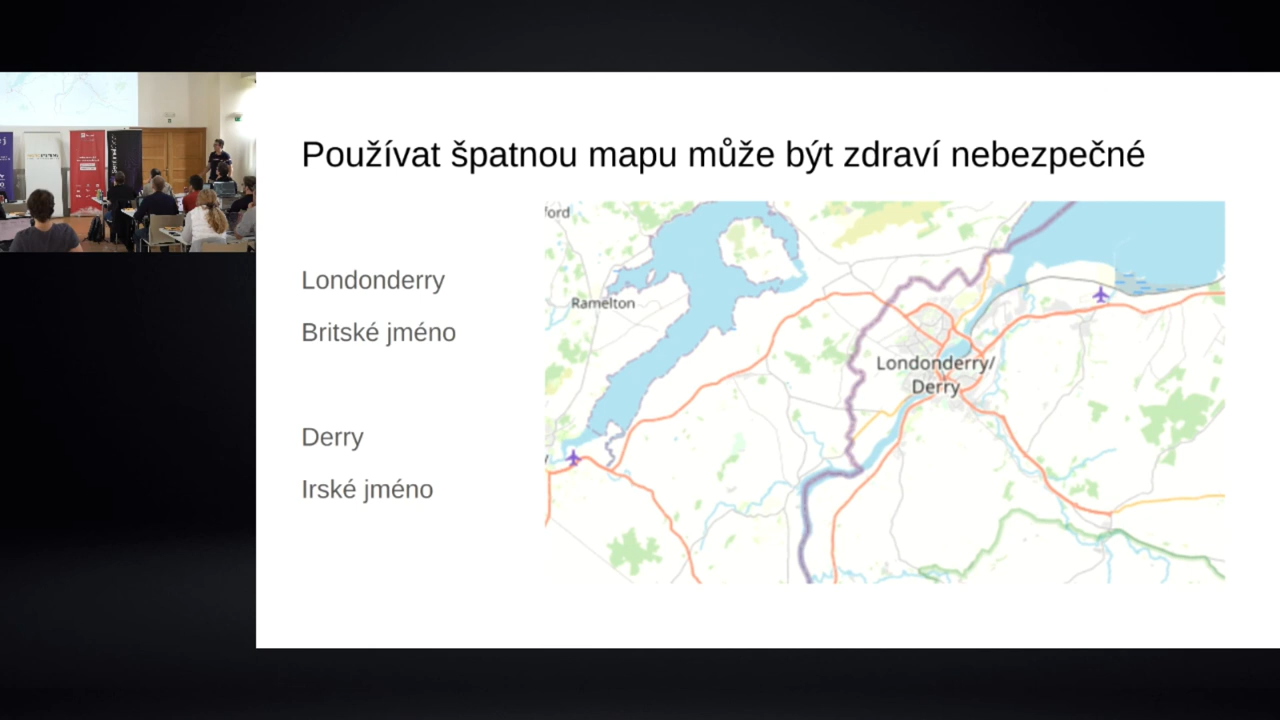 Používat špatnou mapu může být zdraví nebezpečné
Londonderry
Britské jméno
Derry
Irské jméno
ford
Ramelton
Londonderry/
Derry